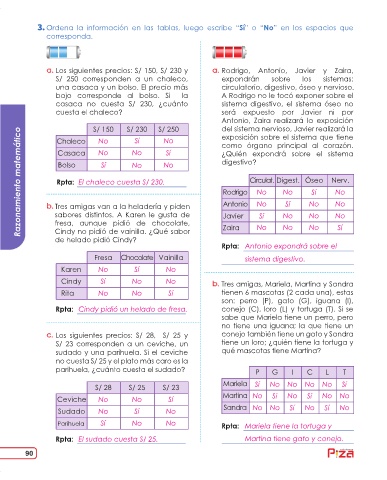 3. Ordena la información en las tablas, luego escribe “Sí” o “No” en los espacios que
corresponda.
a. Los siguientes precios: S/ 150, S/ 230 y
S/ 250 corresponden a un chaleco,
una casaca y un bolso. El precio más
bajo corresponde al bolso. Si la
casaca no cuesta S/ 230, ¿cuánto
cuesta el chaleco?
S/ 150 S/ 230 S/ 250
Chaleco No Sí No
Casaca No No Sí
Bolso Sí No No
Rpta: El chaleco cuesta S/ 230.
b. Tres amigas van a la heladería y piden
sabores distintos. A Karen le gusta de
fresa, aunque pidió de chocolate.
Cindy no pidió de vainilla. ¿Qué sabor
de helado pidió Cindy?
Fresa Chocolate Vainilla
Karen No Sí No
Cindy Sí No No
Rita No No Sí
Rpta: Cindy pidió un helado de fresa.
c. Los siguientes precios: S/ 28, S/ 25 y
S/ 23 corresponden a un ceviche, un
sudado y una parihuela. Si el ceviche
no cuesta S/ 25 y el plato más caro es la
parihuela, ¿cuánto cuesta el sudado?
S/ 28 S/ 25 S/ 23
Ceviche No No Sí
Sudado No Sí No
Parihuela Sí No No
Rpta: El sudado cuesta S/ 25.
a. Rodrigo, Antonio, Javier y Zaira,
expondrán sobre los sistemas:
circulatorio, digestivo, óseo y nervioso.
A Rodrigo no le tocó exponer sobre el
sistema digestivo, el sistema óseo no
será expuesto por Javier ni por
Antonio, Zaira realizará la exposición
del sistema nervioso, Javier realizará la
exposición sobre el sistema que tiene
como órgano principal al corazón.
¿Quién expondrá sobre el sistema
digestivo?
Circulat. Digest. Óseo Nerv.
Rodrigo No No Sí No
Antonio No Sí No No
Javier Sí No No No
Zaira No No No Sí
Rpta: Antonio expondrá sobre el
sistema digestivo.
b. Tres amigas, Mariela, Martina y Sandra
tienen 6 mascotas (2 cada una), estas
son: perro (P), gato (G), iguana (I),
conejo (C), loro (L) y tortuga (T). Si se
sabe que Mariela tiene un perro, pero
no tiene una iguana; la que tiene un
conejo también tiene un gato y Sandra
tiene un loro; ¿quién tiene la tortuga y
qué mascotas tiene Martina?
P G I C L T
Mariela Sí No No No No Sí
Martina No Sí No Sí No No
Sandra No No Sí No Sí No
Rpta: Mariela tiene la tortuga y
Martina tiene gato y conejo.
Razonamiento matemático
90
Pizá